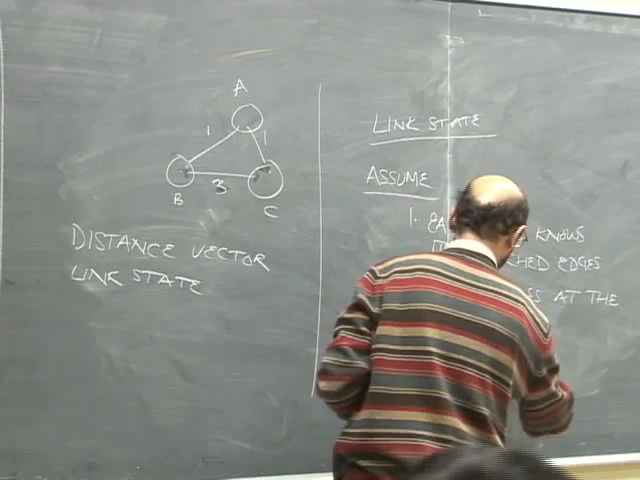 A
1
1
3
B
C
DISTANCE VECTOR
LINK STATE
LINK STATE
ASSUME
1. KNOWS
EDGES
AT THE